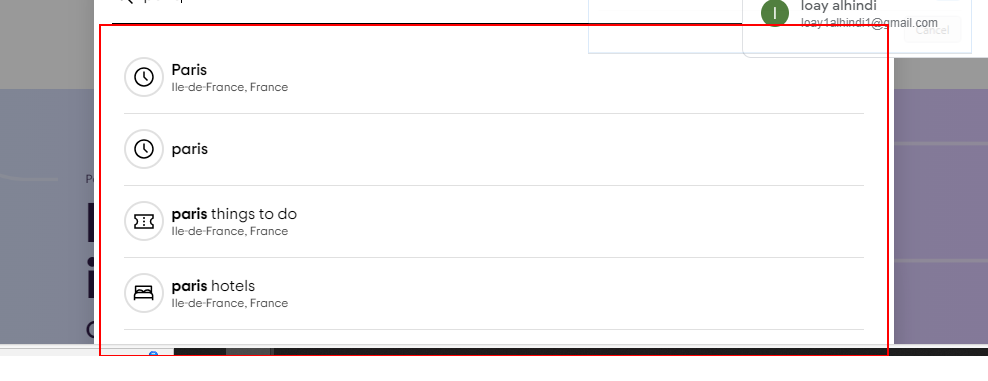 loay alhindi
loay1alhindi1@gmail.com
Cancel
Paris
Ile-de-France, France
paris
paris things to do
Ile-de-France, France
paris hotels
Ile-de-France, France